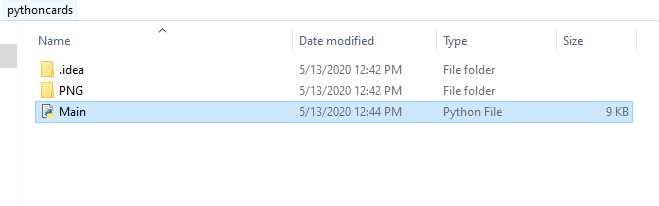 pythoncards
Name Date modified Type Size
.idea 5/13/2020 12:42 PM File folder
PNG 5/13/2020 12:42 PM File folder
Main 5/13/2020 12:44 PM Python File 9 KB